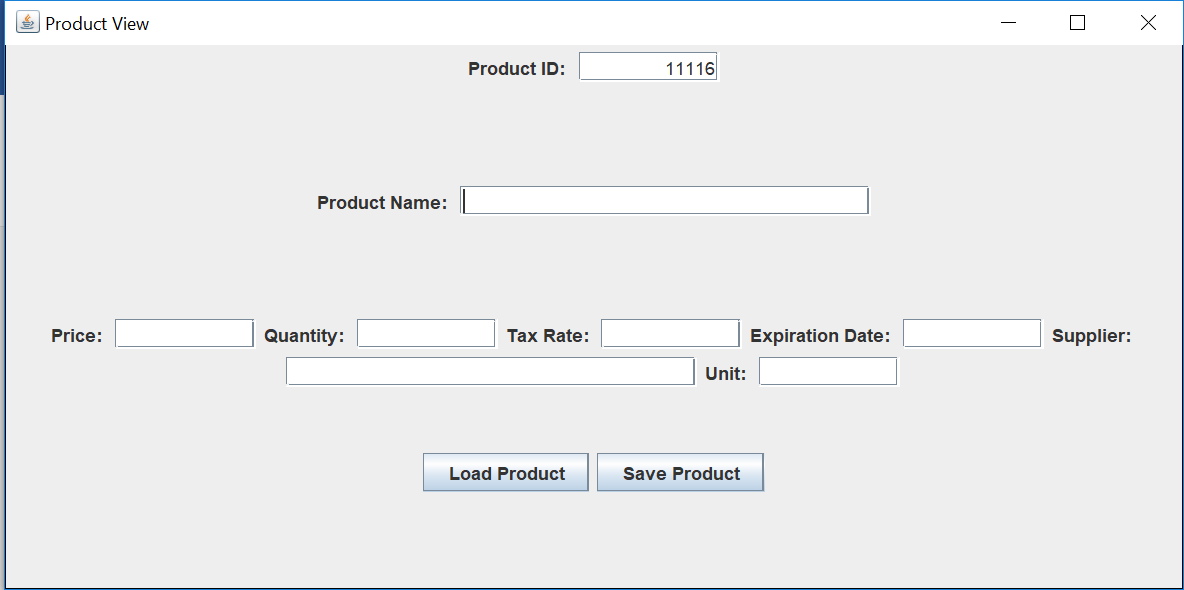 Product View
Product ID: 11116
Product Name:
Price: Quantity: Tax Rate: Expiration Date: Supplier:
Unit:
Load Product Save Product